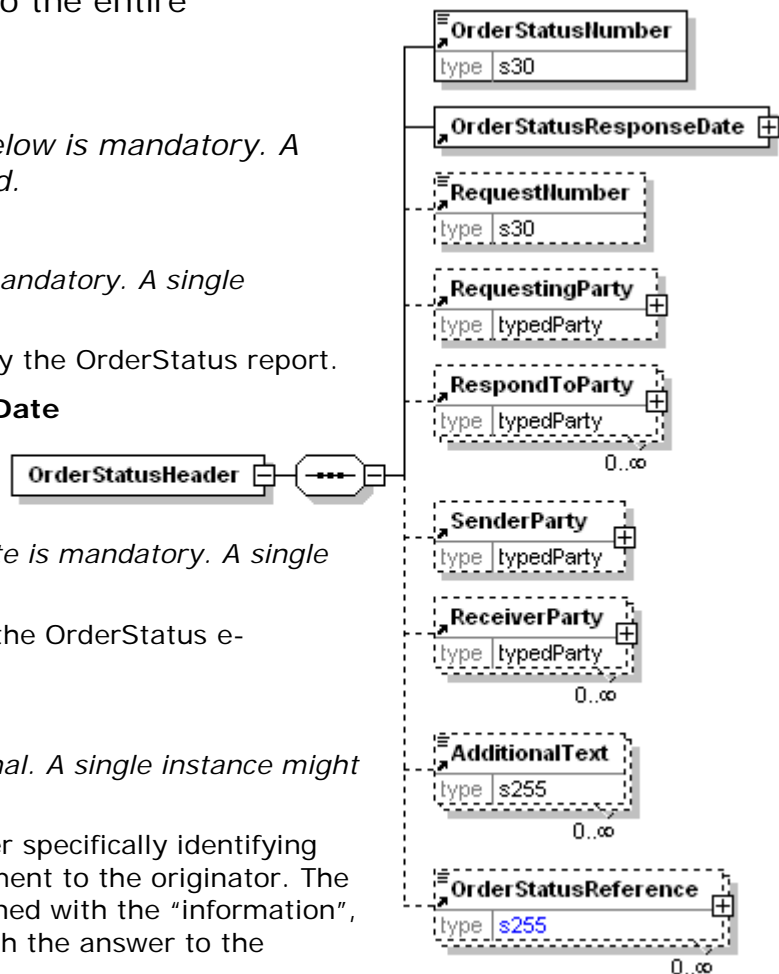 o the entire
elow is mandatory. A
d.
andatory. A single
y the OrderStatus report.
Date
te is mandatory. A single
the OrderStatus e-
nal. A single instance might
er specifically identifying
nent to the originator. The
ned with the “information”,
h the answer to the
OrderStatusHeader
OrderStatusNumber
type s30
OrderStatusResponseDate
RequestNumber
type s30
RequestingParty
type typedParty
RespondToParty
type typedParty
0..∞
SenderParty
type typedParty
ReceiverParty
type typedParty
0..∞
AdditionalText
type s255
0..∞
OrderStatusReference
type s255
0..∞